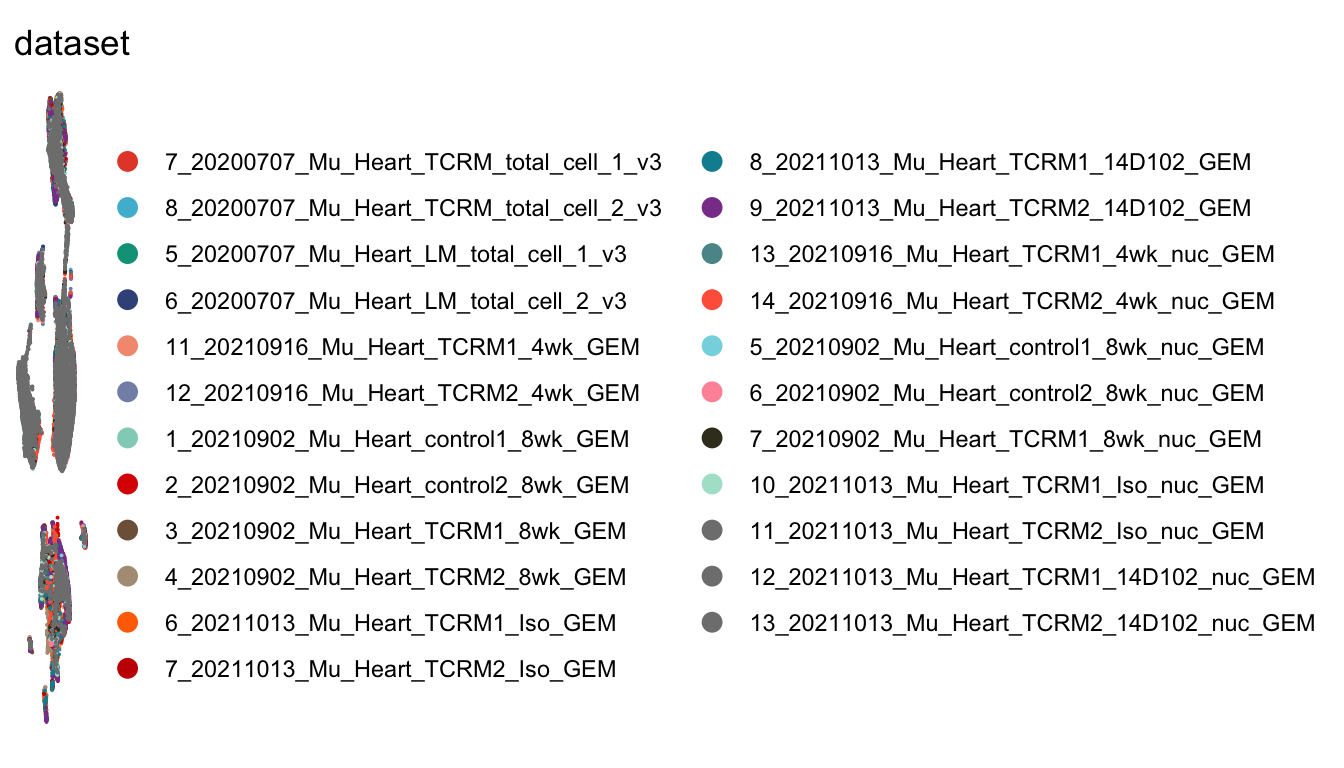 dataset
7_20200707_Mu_Heart_TCRM_total_cell_1_v3
8_20200707_Mu_Heart_TCRM_total_cell_2_v3
5_20200707_Mu_Heart_LM_total_cell_1_v3
6_20200707_Mu_Heart_LM_total_cell_2_v3
11_20210916_Mu_Heart_TCRM1_4wk_GEM
12_20210916_Mu_Heart_TCRM2_4wk_GEM
1_20210902_Mu_Heart_control1_8wk_GEM
2_20210902_Mu_Heart_control2_8wk_GEM
3_20210902_Mu_Heart_TCRM1_8wk_GEM
4_20210902_Mu_Heart_TCRM2_8wk_GEM
6_20211013_Mu_Heart_TCRM1_Iso_GEM
7_20211013_Mu_Heart_TCRM2_Iso_GEM
8_20211013_Mu_Heart_TCRM1_14D102_GEM
9_20211013_Mu_Heart_TCRM2_14D102_GEM
13_20210916_Mu_Heart_TCRM1_4wk_nuc_GEM
14_20210916_Mu_Heart_TCRM2_4wk_nuc_GEM
5_20210902_Mu_Heart_control1_8wk_nuc_GEM
6_20210902_Mu_Heart_control2_8wk_nuc_GEM
7_20210902_Mu_Heart_TCRM1_8wk_nuc_GEM
10_20211013_Mu_Heart_TCRM1_Iso_nuc_GEM
11_20211013_Mu_Heart_TCRM2_Iso_nuc_GEM
12_20211013_Mu_Heart_TCRM1_14D102_nuc_GEM
13_20211013_Mu_Heart_TCRM2_14D102_nuc_GEM